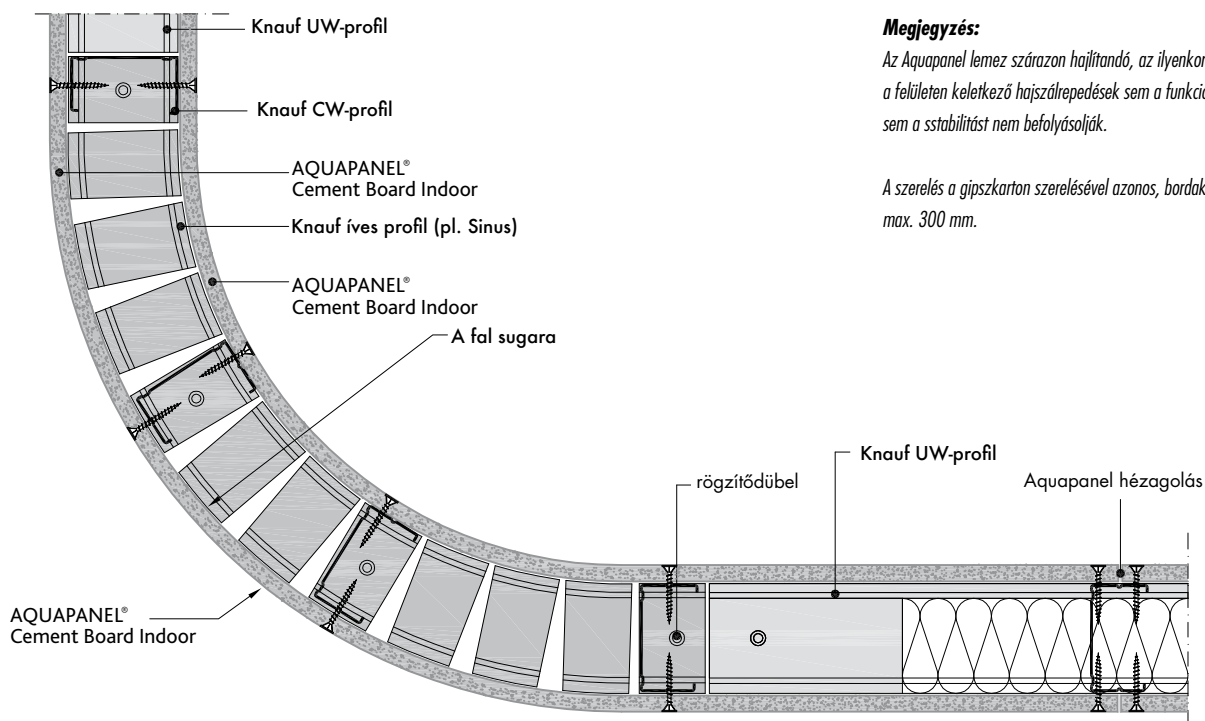 Knauf UW-profil
Knauf CW-profil
AQUAPANEL®
Cement Board Indoor
Knauf íves profil (pl. Sinus)
AQUAPANEL®
Cement Board Indoor
A fal sugara
Megjegyzés:
Az Aquapanel lemez szárazon hajlítandó, az ilyenkor
a felületen keletkező hajszálrepedések sem a funkció
sem a sstabilitást nem befolyásolják.
A szerelés a gipszkarton szerelésével azonos, bordak
max. 300 mm.
Knauf UW-profil
rögzítődübel
Aquapanel hézagolás
AQUAPANEL®
Cement Board Indoor